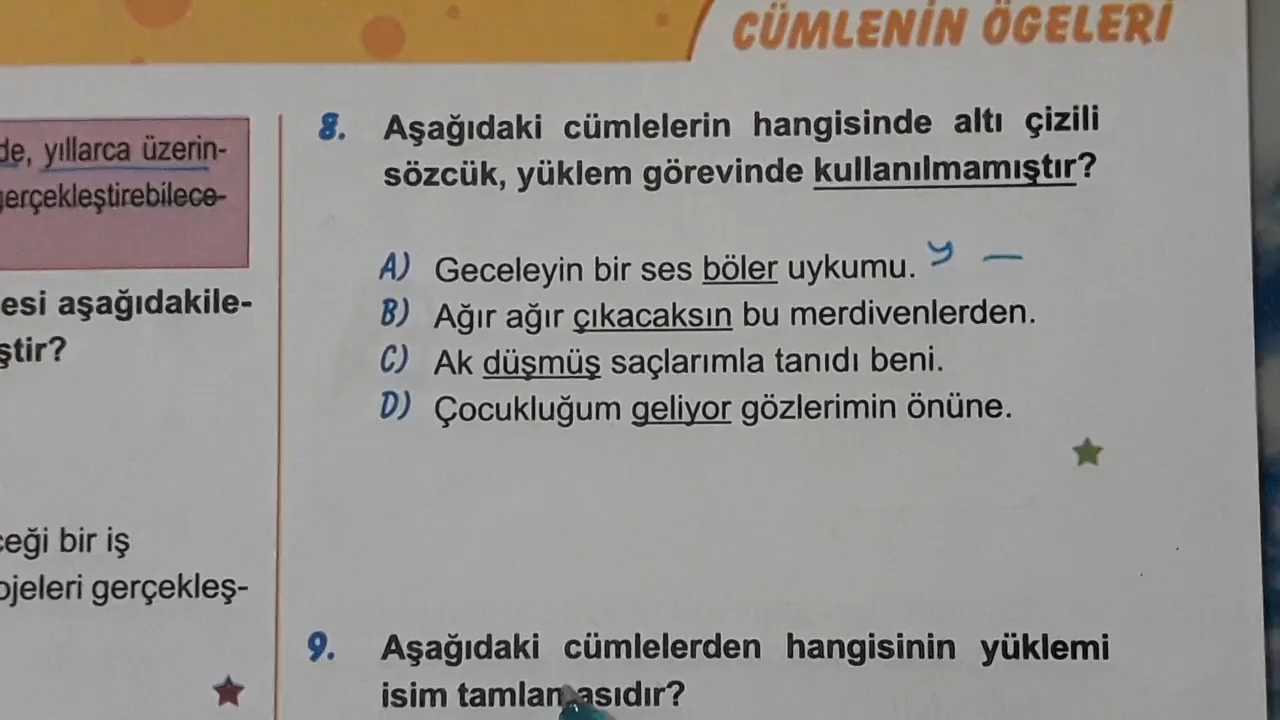 CÜMLENİN ÖGELERİ
de, yıllarca üzerin-
gerçekleştirebilece-
esi aşağıdakile-
ştir?
ceği bir iş
ojeleri gerçekleş-
8. Aşağıdaki cümlelerin hangisinde altı çizili
sözcük, yüklem görevinde kullanılmamıştır?
A) Geceleyin bir ses böler uykumu. y —
B) Ağır ağır çıkacaksın bu merdivenlerden.
C) Ak düşmüş saçlarımla tanıdı beni.
D) Çocukluğum geliyor gözlerimin önüne.
9. Aşağıdaki cümlelerden hangisinin yüklemi
isim tamlamasıdır?